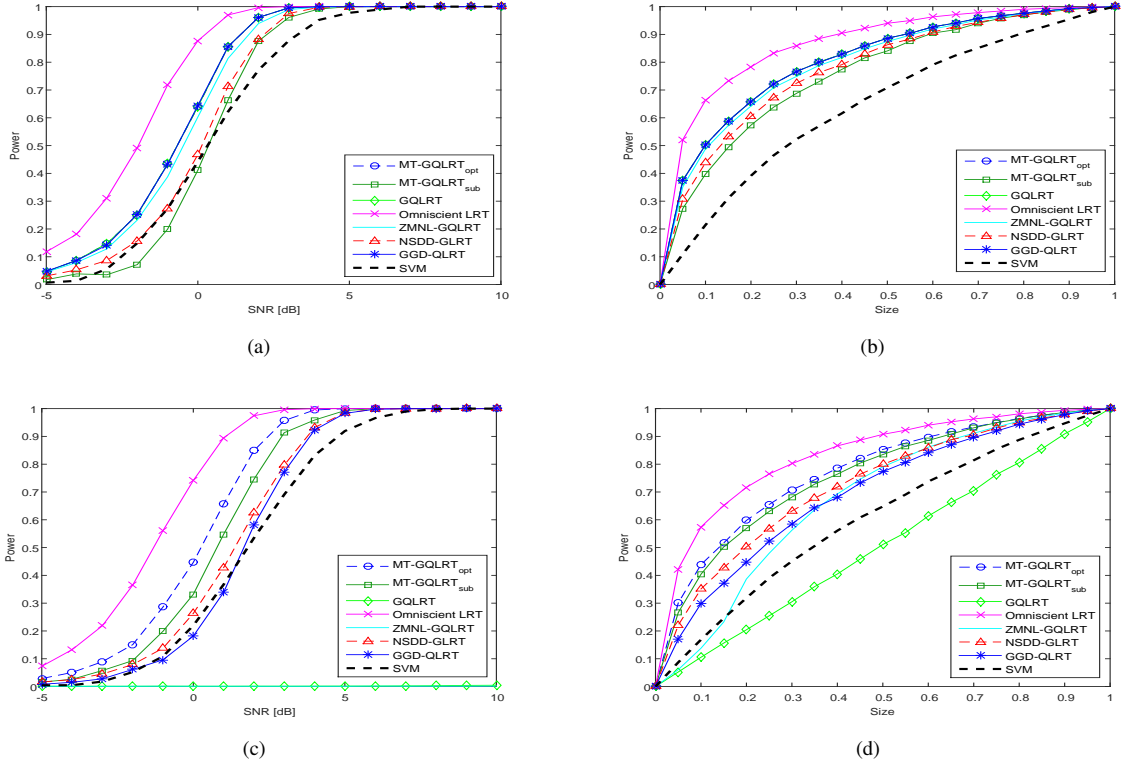 1
0.9
0.8
0.7
0.6
0.5
0.4
0.3
0.2
0.1
0
Power
-5 0 5 10
SNR [dB]
MT-GQLRT_opt
MT-GQLRT_sub
GQLRT
Omniscient LRT
ZMNL-GQLRT
NSDD-GLRT
GGD-QLRT
SVM
(a)
1
0.9
0.8
0.7
0.6
0.5
0.4
0.3
0.2
0.1
0
Power
0 0.1 0.2 0.3 0.4 0.5 0.6 0.7 0.8 0.9 1
Size
MT-GQLRT_opt
MT-GQLRT_sub
GQLRT
Omniscient LRT
ZMNL-GQLRT
NSDD-GLRT
GGD-QLRT
SVM
(b)
1
0.9
0.8
0.7
0.6
0.5
0.4
0.3
0.2
0.1
0
Power
-5 0 5 10
SNR [dB]
MT-GQLRT_opt
MT-GQLRT_sub
GQLRT
Omniscient LRT
ZMNL-GQLRT
NSDD-GLRT
GGD-QLRT
SVM
(c)
1
0.9
0.8
0.7
0.6
0.5
0.4
0.3
0.2
0.1
0
Power
0 0.1 0.2 0.3 0.4 0.5 0.6 0.7 0.8 0.9 1
Size
MT-GQLRT_opt
MT-GQLRT_sub
GQLRT
Omniscient LRT
ZMNL-GQLRT
NSDD-GLRT
GGD-QLRT
SVM
(d)